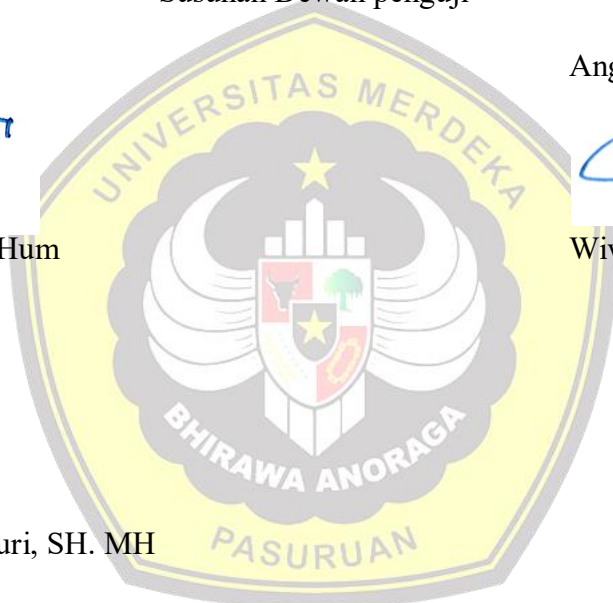 Susunan Dewan penguji
Ang
UNIVERSITAS MERDEKA
Hum
Wiv
BHIRAWA ANORAGA
uri, SH. MH
PASURUAN